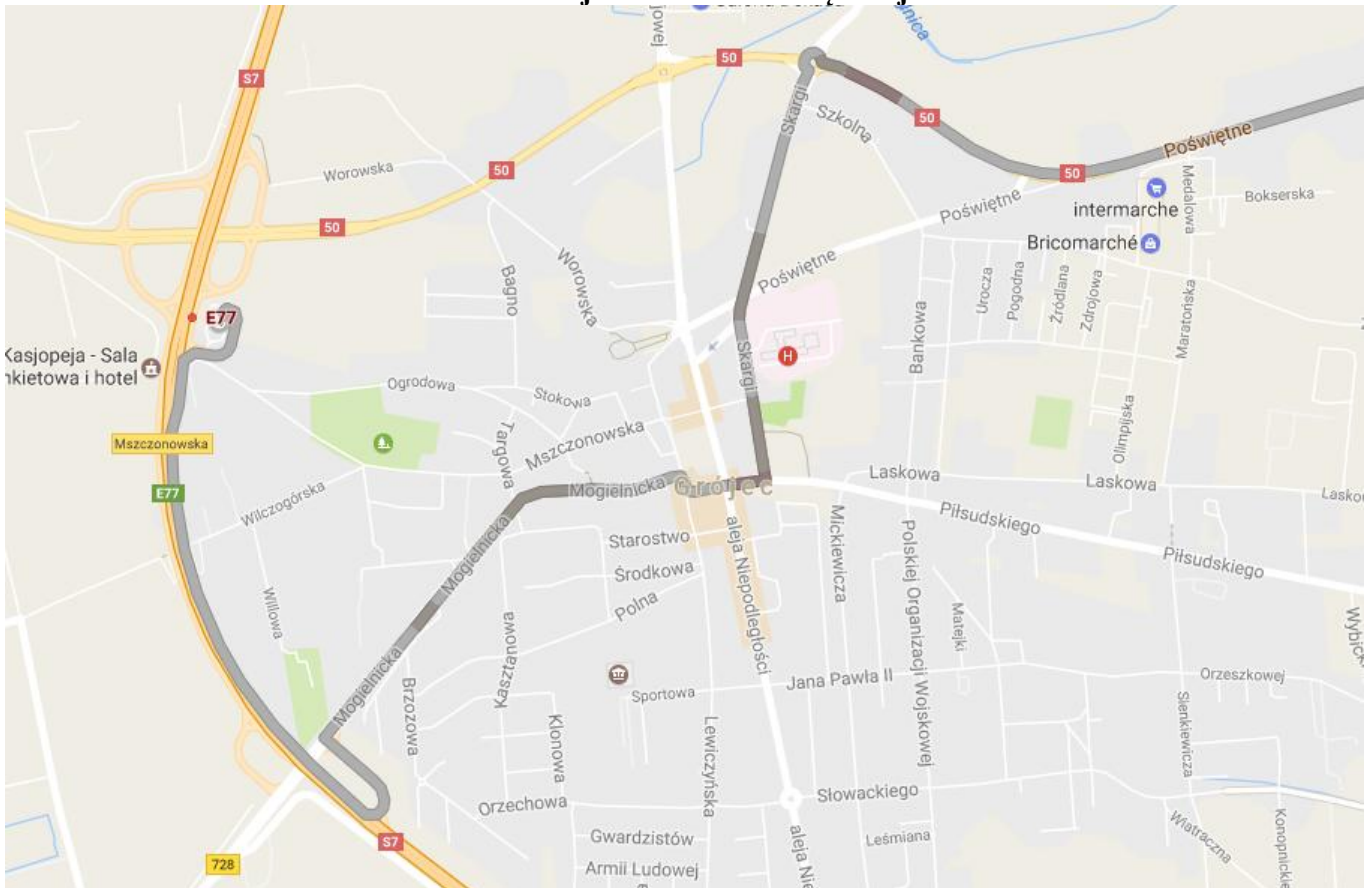 jowej
50
S7
Skargi
Szkolna
50
Poświętne
Worowska
50
50
Medalowa
Bokserska
Poświętne
intermarche
Bricomarché
50
Worowska
Bagno
Poświętne
Urocza
Pogodna
Źródlana
Zdrojowa
Maratońska
E77
Bankowa
Kasjopeja - Sala
nkietowa i hotel
Skargi
H
Ogrodowa
Stokowa
Olimpijska
Targowa
Mszczonowska
Mszczonowska
Laskowa
Laskowa
Lasko
E77
Mogielnicka
Grójec
Wilczogórska
Mickiewicza
Piłsudskiego
Starostwo
aleja Niepodległości
Polskiej Organizacji Wojskowej
Piłsudskiego
Mogielnicka
Środkowa
Willowa
Polna
Matejki
Wybicki
Kasztanowa
Mogielnicka
Brzozowa
Sportowa
Jana Pawła II
Orzeszkowej
Klonowa
Lewiczyńska
Sienkiewicza
Orzechowa
Słowackiego
S7
Gwardzistów
Leśmiana
Wiatraczna
Konopnickie
728
Armii Ludowej
aleja Nie